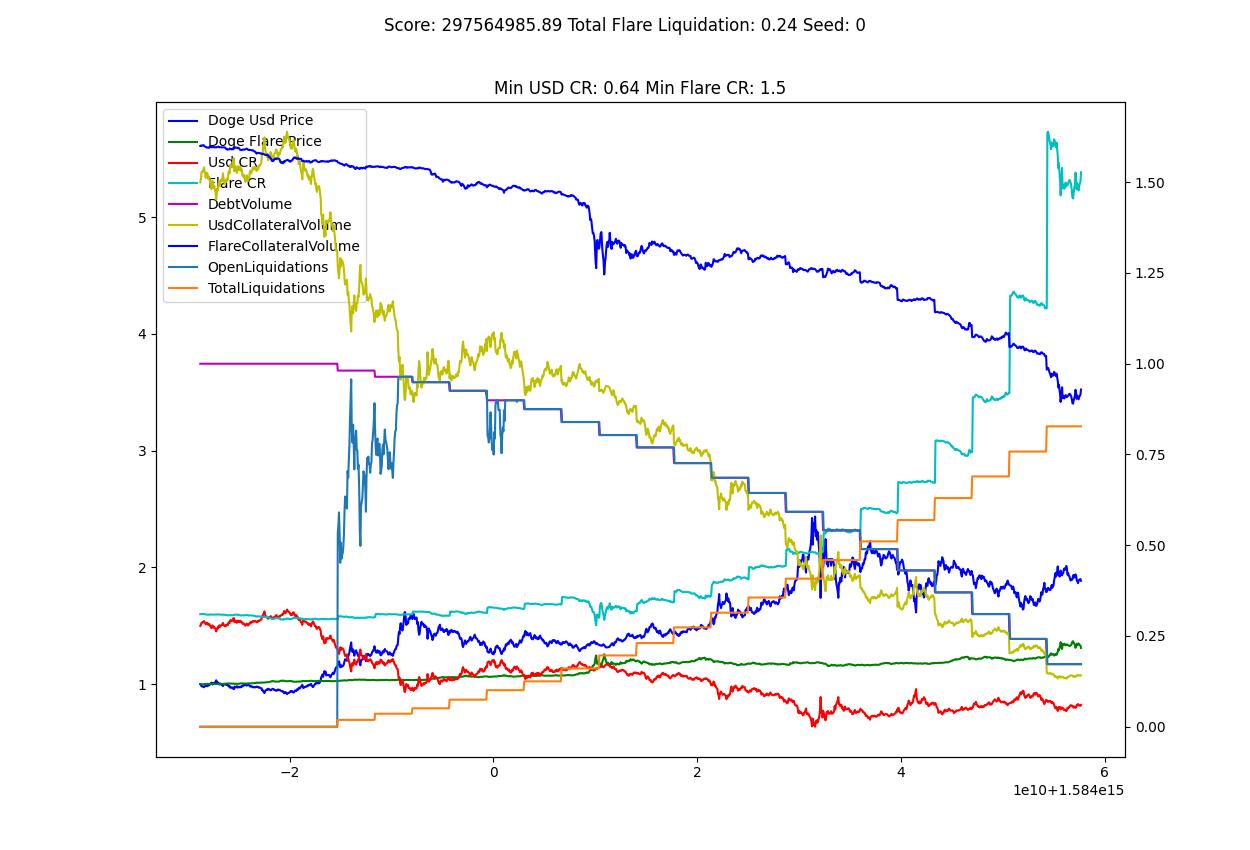 Score: 297564985.89 Total Flare Liquidation: 0.24 Seed: 0
Min USD CR: 0.64 Min Flare CR: 1.5
Doge Usd Price
Doge Flare Price
Usd CR
Flare CR
DebtVolume
UsdCollateralVolume
FlareCollateralVolume
OpenLiquidations
TotalLiquidations
5
4
3
2
1
1.50
1.25
1.00
0.75
0.50
0.25
0.00
−2
0
2
4
6
1e10+1.584e15